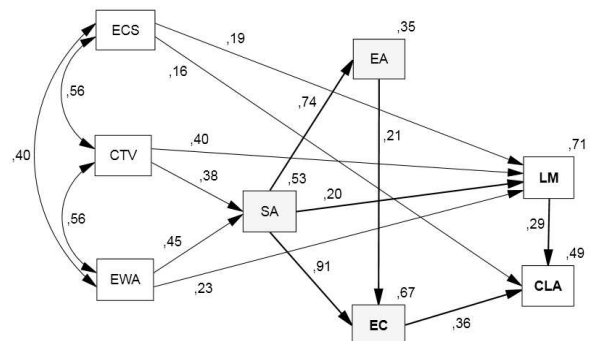 ECS
,19
,35
EA
,16
,56
,74
,40
CTV
,40
,21
,71
,38
,53
LM
,20
SA
,56
,29
,45
,91
,49
EWA
,23
,67
CLA
EC
,36